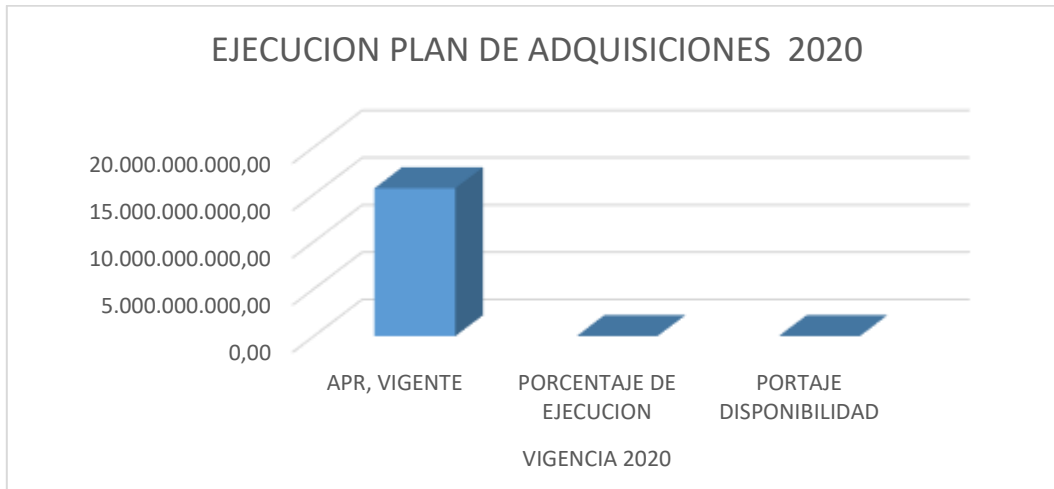 EJECUCION PLAN DE ADQUISICIONES 2020
20.000.000.000,00
15.000.000.000,00
10.000.000.000,00
5.000.000.000,00
0,00
APR, VIGENTE
PORCENTAJE DE
EJECUCION
PORTAJE
DISPONIBILIDAD
VIGENCIA 2020